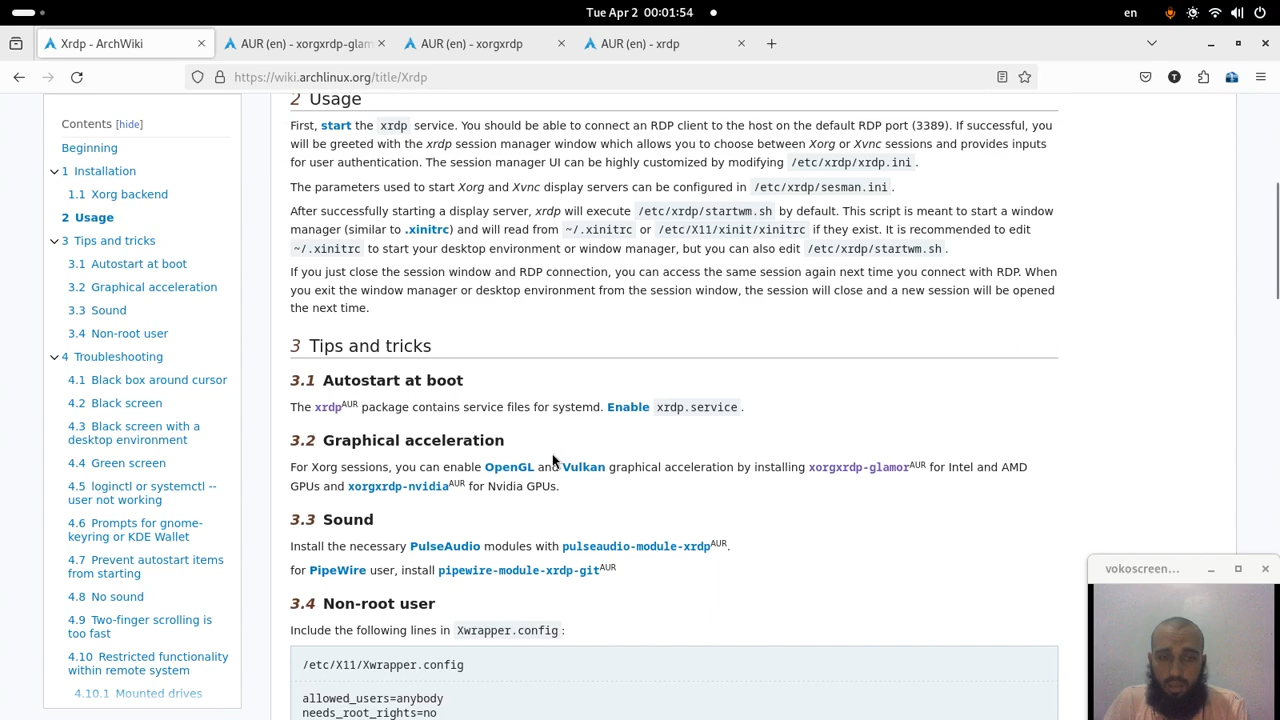 Tue Apr 2 00:01:54
en
Xrdp - ArchWiki
AUR (en) - xorgxrdp-glam
AUR (en) - xorgxrdp
AUR (en) - xrdp
https://wiki.archlinux.org/title/Xrdp
Contents [hide]
Beginning
1 Installation
1.1 Xorg backend
2 Usage
3 Tips and tricks
3.1 Autostart at boot
3.2 Graphical acceleration
3.3 Sound
3.4 Non-root user
4 Troubleshooting
4.1 Black box around cursor
4.2 Black screen
4.3 Black screen with a
desktop environment
4.4 Green screen
4.5 loginctl or systemctl --
user not working
4.6 Prompts for gnome-
keyring or KDE Wallet
4.7 Prevent autostart items
from starting
4.8 No sound
4.9 Two-finger scrolling is
too fast
4.10 Restricted functionality
within remote system
4.10.1 Mounted drives
2 Usage
First, start the xrdp service. You should be able to connect an RDP client to the host on the default RDP port (3389). If successful, you
will be greeted with the xrdp session manager window which allows you to choose between Xorg or Xvnc sessions and provides inputs
for user authentication. The session manager UI can be highly customized by modifying /etc/xrdp/xrdp.ini.
The parameters used to start Xorg and Xvnc display servers can be configured in /etc/xrdp/sesman.ini.
After successfully starting a display server, xrdp will execute /etc/xrdp/startwm.sh by default. This script is meant to start a window
manager (similar to .xinitrc) and will read from ~/.xinitrc or /etc/X11/xinit/xinitrc if they exist. It is recommended to edit
~/.xinitrc to start your desktop environment or window manager, but you can also edit /etc/xrdp/startwm.sh.
If you just close the session window and RDP connection, you can access the same session again next time you connect with RDP. When
you exit the window manager or desktop environment from the session window, the session will close and a new session will be opened
the next time.
3 Tips and tricks
3.1 Autostart at boot
The xrdpAUR package contains service files for systemd. Enable xrdp.service.
3.2 Graphical acceleration
For Xorg sessions, you can enable OpenGL and Vulkan graphical acceleration by installing xorgxrdp-glamorAUR for Intel and AMD
GPUs and xorgxrdp-nvidiaAUR for Nvidia GPUs.
3.3 Sound
Install the necessary PulseAudio modules with pulseaudio-module-xrdpAUR.
for PipeWire user, install pipewire-module-xrdp-gitAUR
3.4 Non-root user
Include the following lines in Xwrapper.config:
/etc/X11/Xwrapper.config
allowed_users=anybody
needs_root_rights=no
vokoscreen...